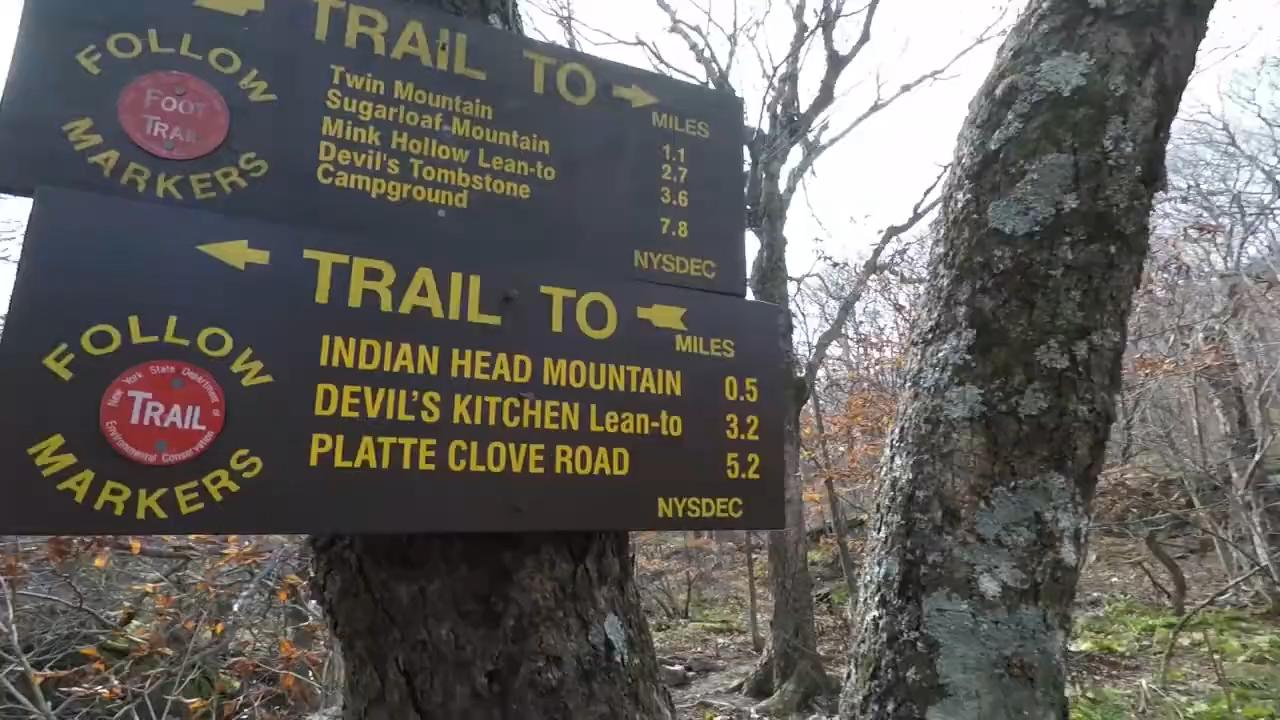 TRAIL TO
FOLLOW
FOOT
TRAIL
MARKERS
MILES
Twin Mountain 1.1
Sugarloaf Mountain 2.7
Mink Hollow Lean-to 3.6
Devil's Tombstone
Campground 7.8
NYSDEC
TRAIL TO
FOLLOW
New York State Department of
TRAIL
Environmental Conservation
MARKERS
MILES
INDIAN HEAD MOUNTAIN 0.5
DEVIL'S KITCHEN Lean-to 3.2
PLATTE CLOVE ROAD 5.2
NYSDEC